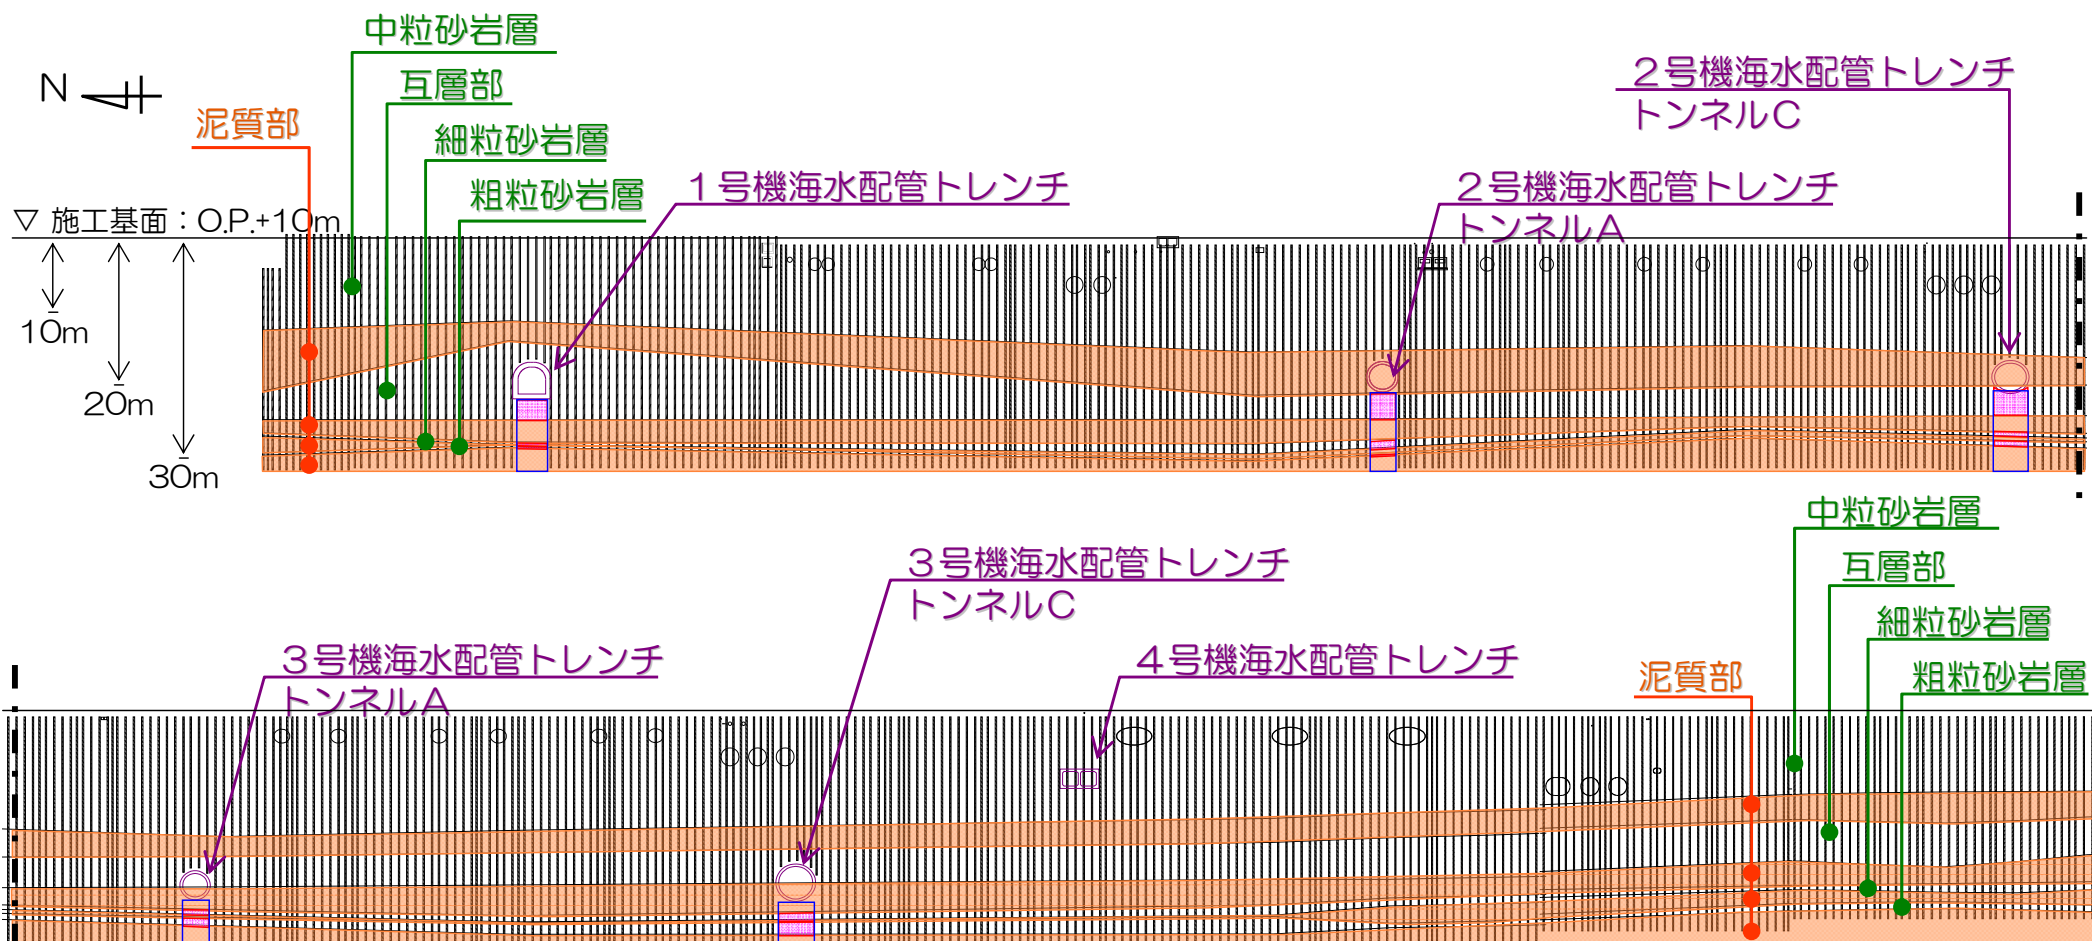 中粒砂岩層
N
互層部
泥質部
細粒砂岩層
粗粒砂岩層
1号機海水配管トレンチ
2号機海水配管トレンチ
トンネルA
2号機海水配管トレンチ
トンネルC
▽ 施工基面：O.P.+10m
10m
20m
30m
3号機海水配管トレンチ
トンネルA
3号機海水配管トレンチ
トンネルC
4号機海水配管トレンチ
泥質部
中粒砂岩層
互層部
細粒砂岩層
粗粒砂岩層